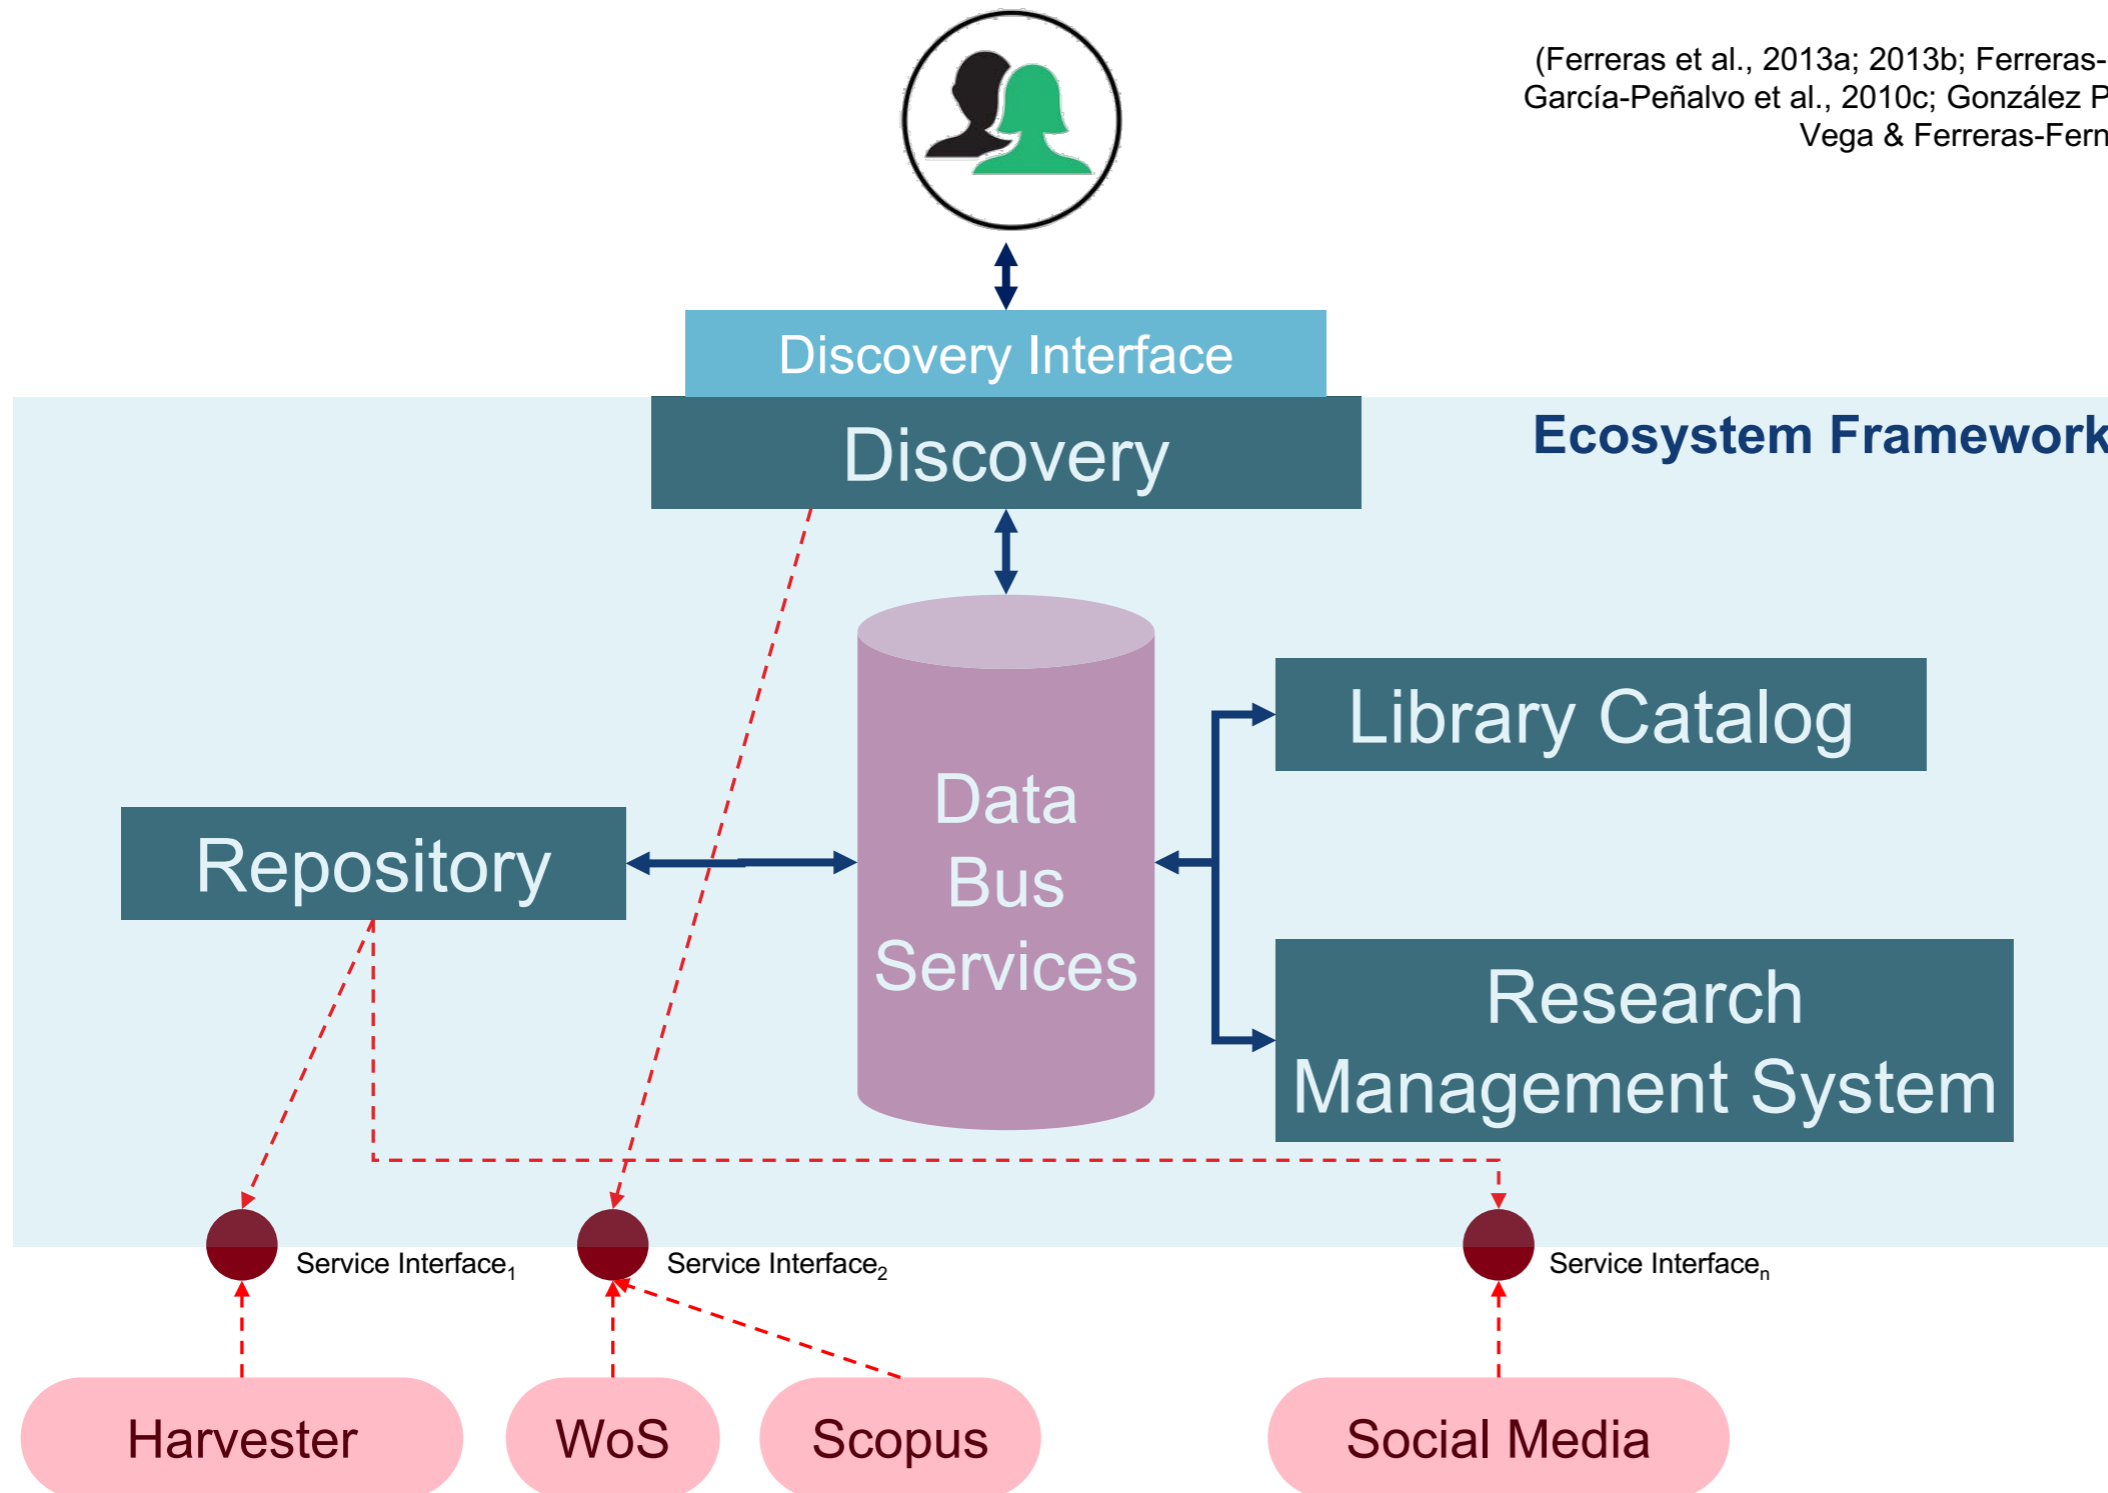 (Ferreras et al., 2013a; 2013b; Ferreras-
García-Peñalvo et al., 2010c; González P
Vega & Ferreras-Fern
Discovery Interface
Discovery
Ecosystem Framework
Data
Bus
Services
Library Catalog
Repository
Research
Management System
Service Interface₁
Service Interface₂
Service Interfaceₙ
Harvester
WoS
Scopus
Social Media